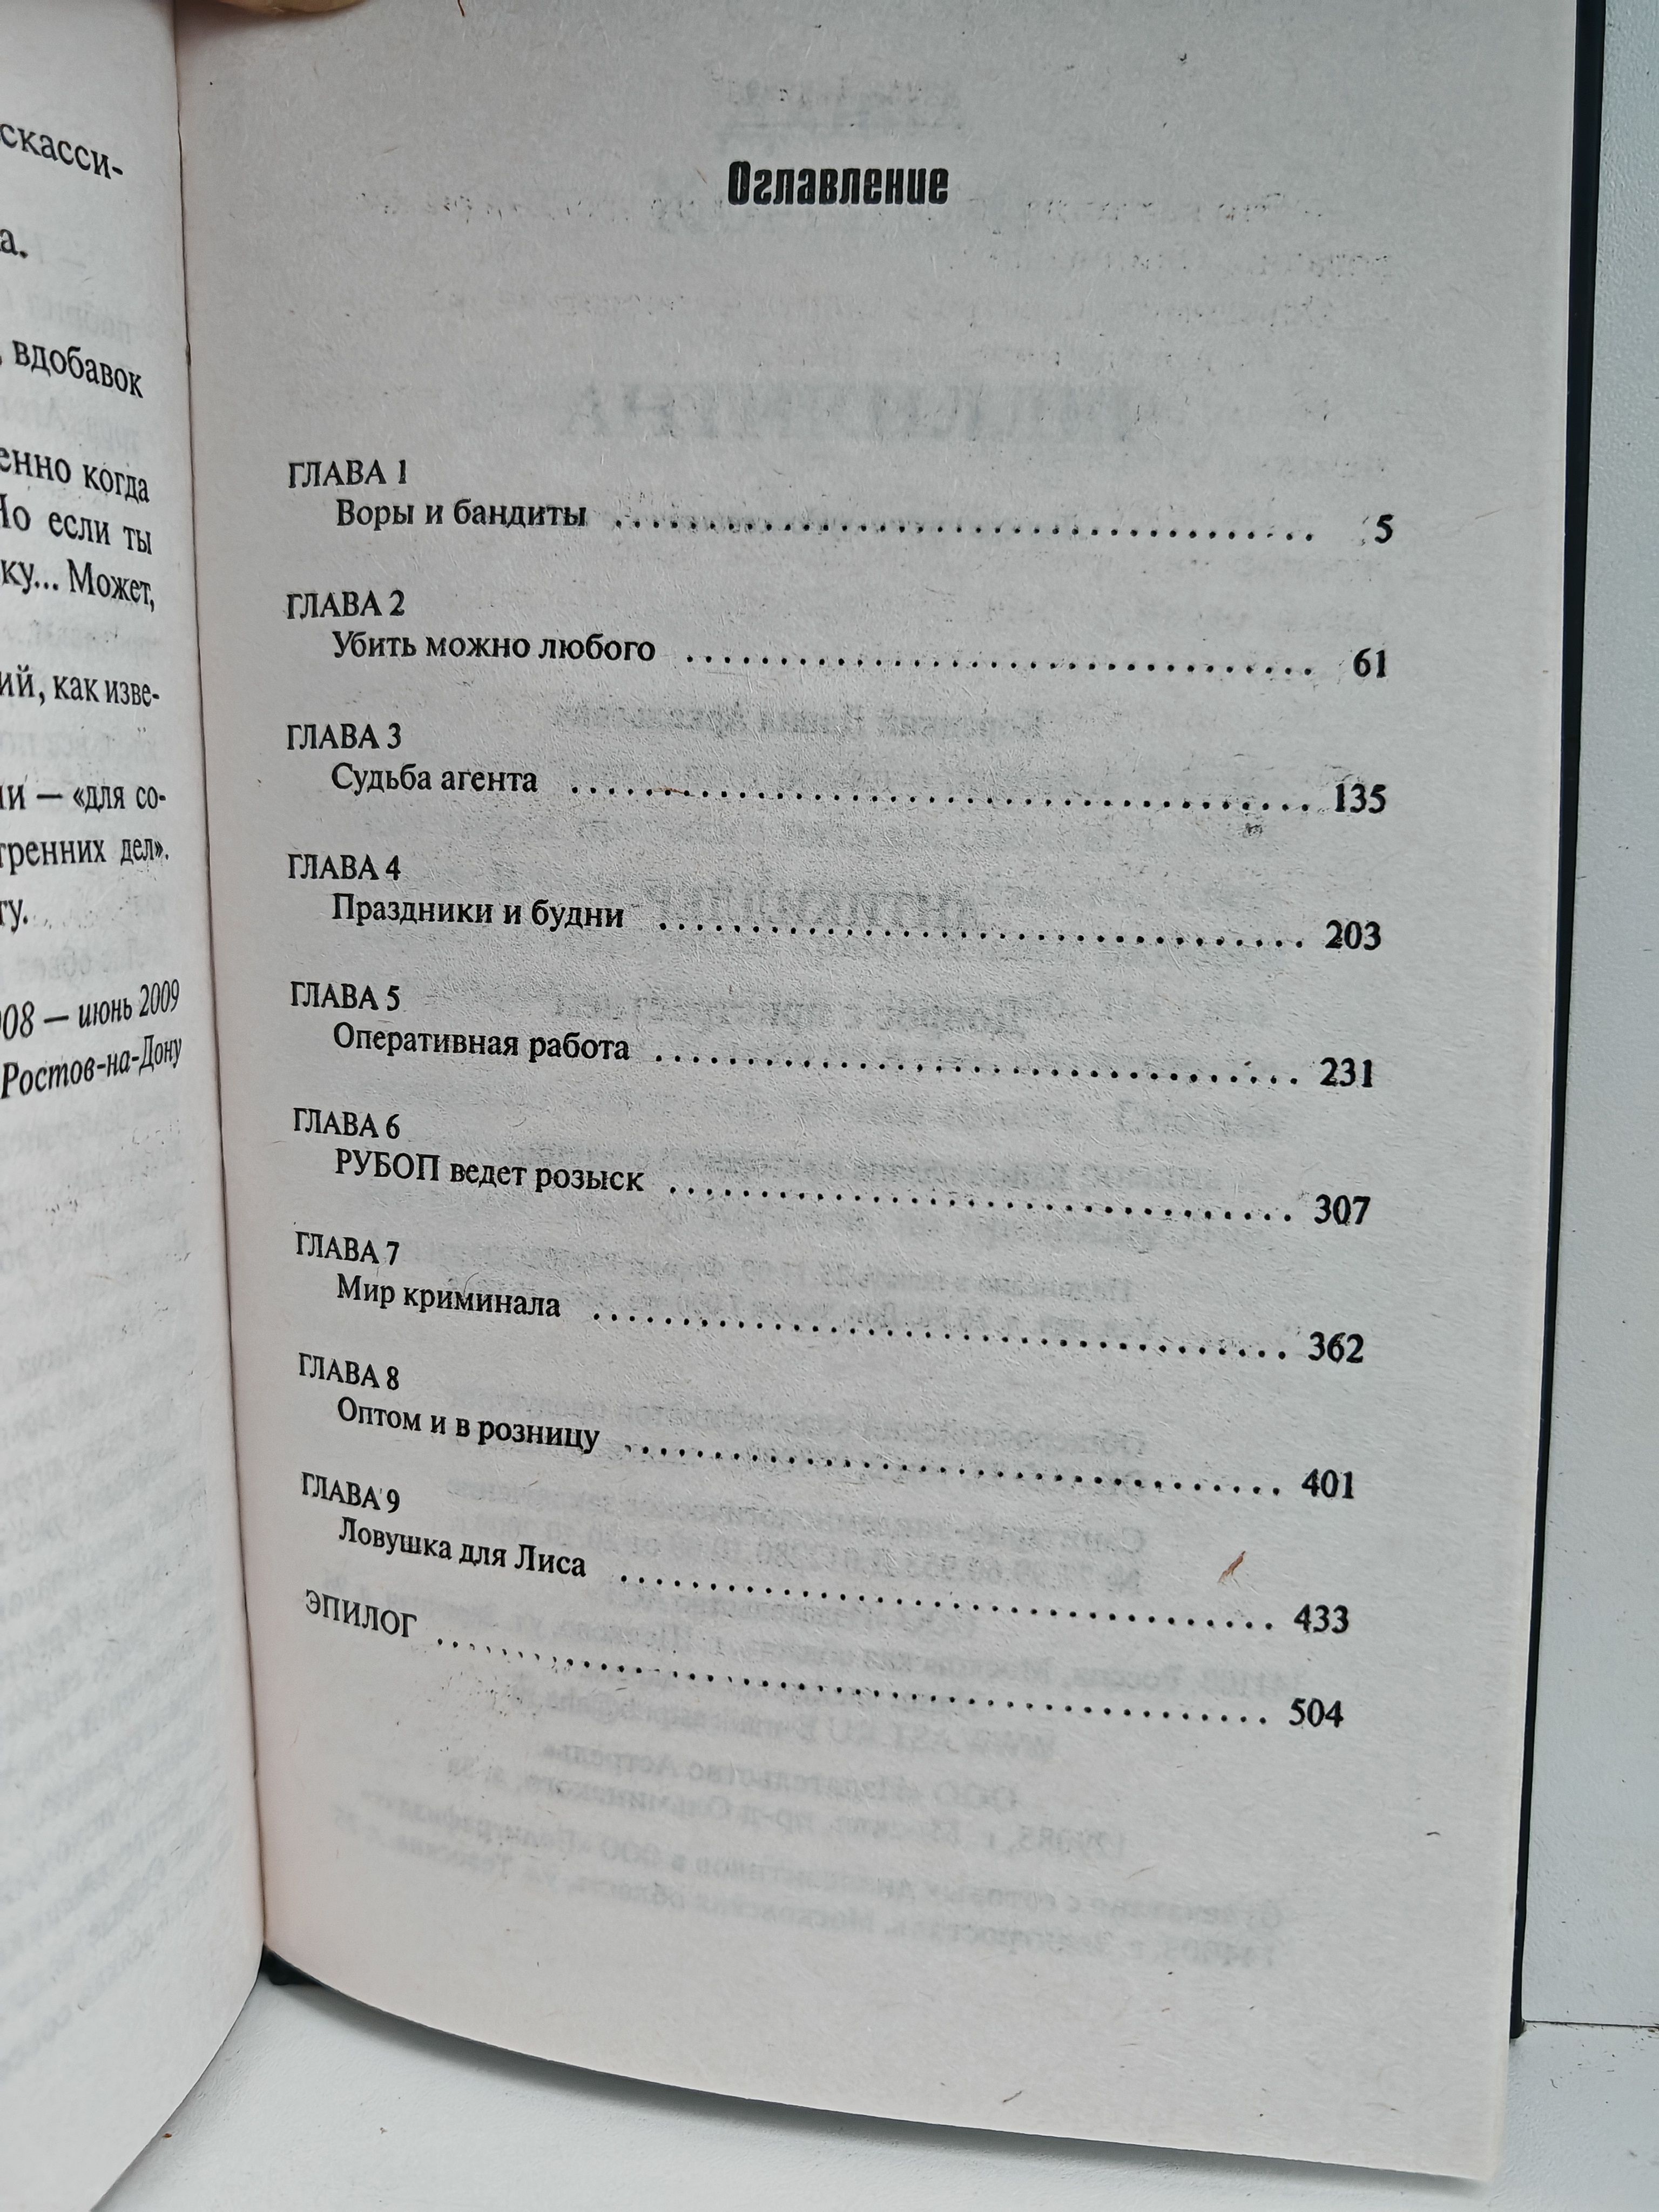 скасси-
а.
, вдобавок
енно когда
Но если ты
ку... Может,
ий, как изве-
ли — «для со-
тренних дел».
ту.
08 — июнь 2009
Ростов-на-Дону
Оглавление
ГЛАВА 1
Воры и бандиты ........................................ 5
ГЛАВА 2
Убить можно любого .................................. 61
ГЛАВА 3
Судьба агента ........................................ 135
ГЛАВА 4
Праздники и будни .................................. 203
ГЛАВА 5
Оперативная работа .................................. 231
ГЛАВА 6
РУБОП ведет розыск .................................. 307
ГЛАВА 7
Мир криминала ........................................ 362
ГЛАВА 8
Оптом и в розницу .................................... 401
ГЛАВА 9
Ловушка для Лиса .................................... 433
ЭПИЛОГ ................................................ 504